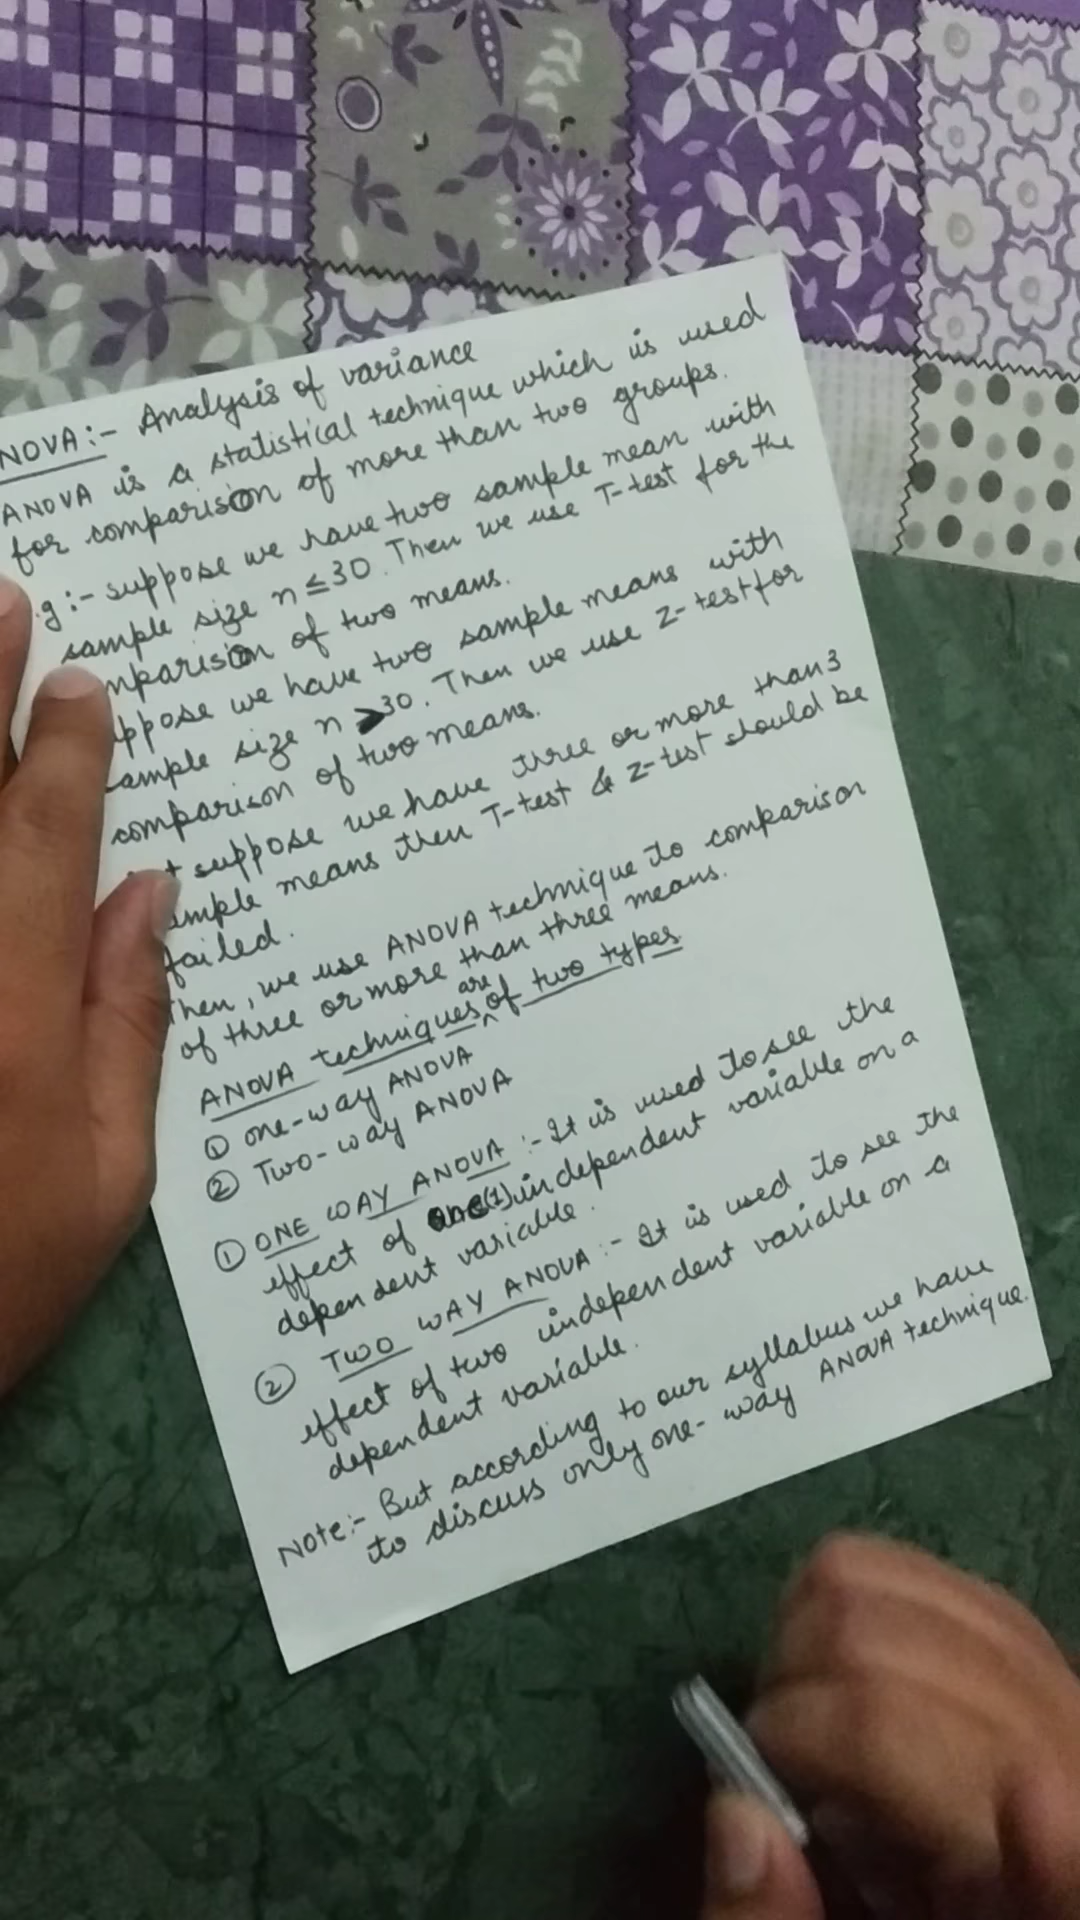 NOVA:- Analysis of variance
ANOVA is a statistical technique which is used
for comparision of more than two groups.
.g:- suppose we have two sample mean with
sample size n ≤ 30. Then we use T-test for the
mparision of two means.
ppose we have two sample means with
ample size n > 30. Then we use Z-test for
comparison of two means.
t suppose we have three or more than 3
ample means then T-test & Z-test should be
failed.
Then, we use ANOVA technique to comparison
of three or more than three means.
ANOVA techniques are of two types
① one-way ANOVA
② Two-way ANOVA
① ONE WAY ANOVA:- It is used to see the
effect of one(1) independent variable on a
dependent variable.
② TWO WAY ANOVA:- It is used to see the
effect of two independent variable on a
dependent variable.
Note:- But according to our syllabus we have
to discuss only one-way ANOVA technique.